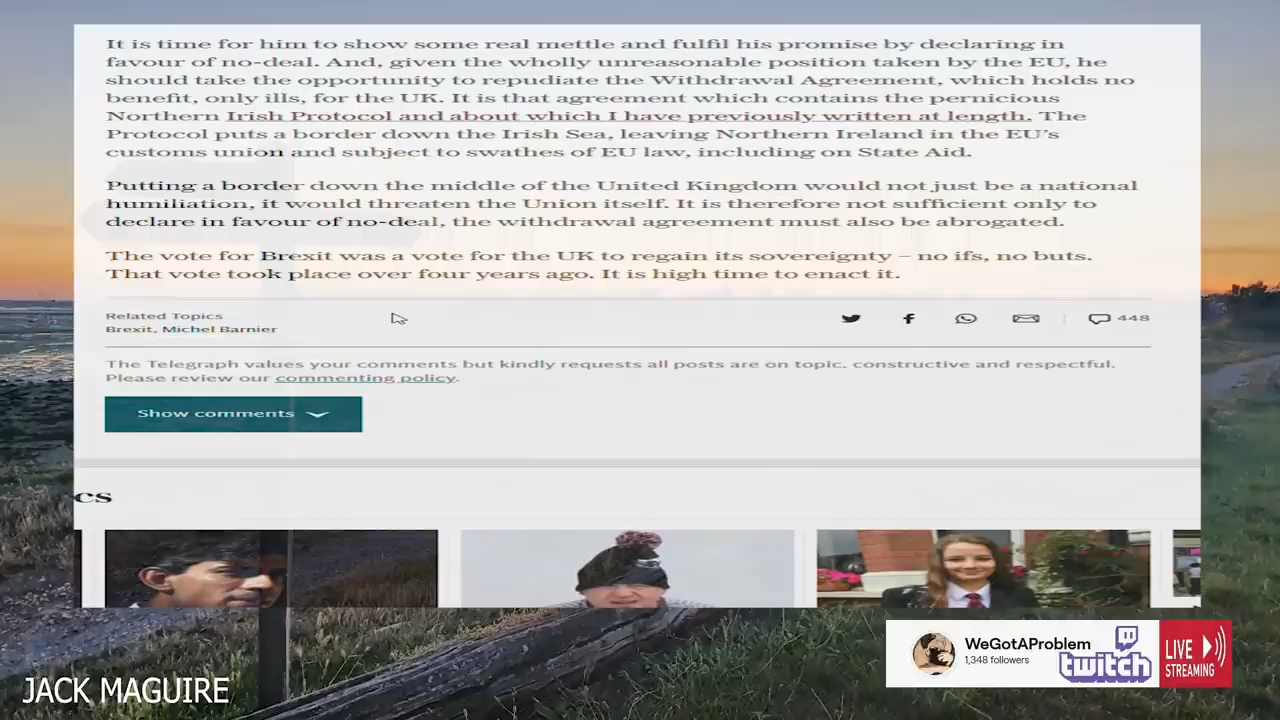 It is time for him to show some real mettle and fulfil his promise by declaring in
favour of no-deal. And, given the wholly unreasonable position taken by the EU, he
should take the opportunity to repudiate the Withdrawal Agreement, which holds no
benefit, only ills, for the UK. It is that agreement which contains the pernicious
Northern Irish Protocol and about which I have previously written at length. The
Protocol puts a border down the Irish Sea, leaving Northern Ireland in the EU's
customs union and subject to swathes of EU law, including on State Aid.
Putting a border down the middle of the United Kingdom would not just be a national
humiliation, it would threaten the Union itself. It is therefore not sufficient only to
declare in favour of no-deal, the withdrawal agreement must also be abrogated.
The vote for Brexit was a vote for the UK to regain its sovereignty – no ifs, no buts.
That vote took place over four years ago. It is high time to enact it.
Related Topics
Brexit, Michel Barnier
448
The Telegraph values your comments but kindly requests all posts are on topic, constructive and respectful.
Please review our commenting policy.
Show comments
cs
WeGotAProblem
1,348 followers
twitch
LIVE
STREAMING
JACK MAGUIRE